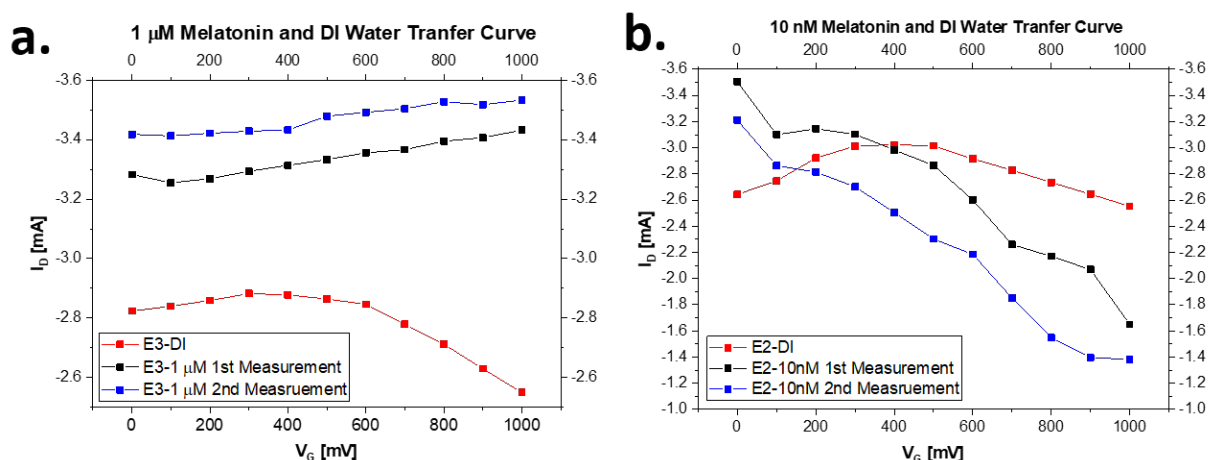 a.
1 μM Melatonin and DI Water Tranfer Curve
0 200 400 600 800 1000
-3.6 -3.6
-3.4 -3.4
-3.2 -3.2
-3.0 -3.0
-2.8 -2.8
-2.6 -2.6
I_D [mA]
E3-DI
E3-1 μM 1st Measurement
E3-1 μM 2nd Measruement
0 200 400 600 800 1000
V_G [mV]
b.
10 nM Melatonin and DI Water Tranfer Curve
0 200 400 600 800 1000
-3.6 -3.6
-3.4 -3.4
-3.2 -3.2
-3.0 -3.0
-2.8 -2.8
-2.6 -2.6
-2.4 -2.4
-2.2 -2.2
-2.0 -2.0
-1.8 -1.8
-1.6 -1.6
-1.4 -1.4
-1.2 -1.2
-1.0 -1.0
I_D [mA]
E2-DI
E2-10nM 1st Measurement
E2-10nM 2nd Measruement
0 200 400 600 800 1000
V_G [mV]